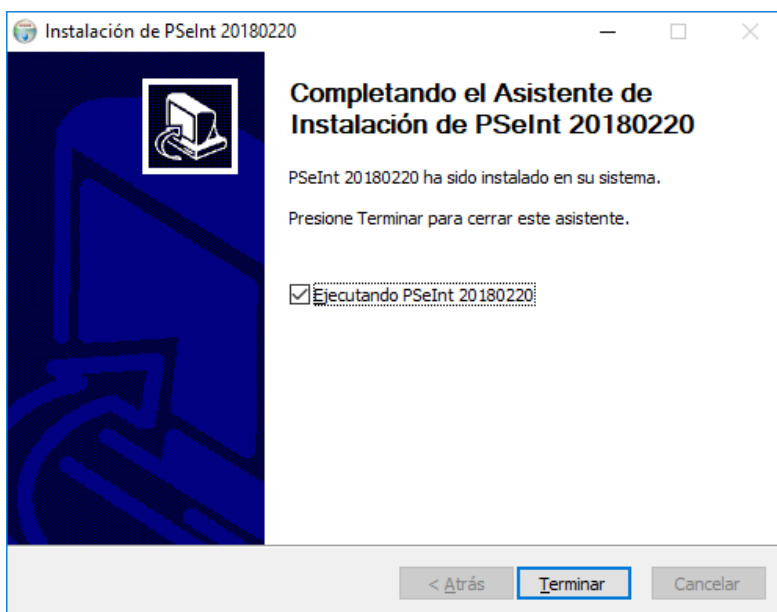 Instalación de PSeInt 20180220
Completando el Asistente de
Instalación de PSeInt 20180220
PSeInt 20180220 ha sido instalado en su sistema.
Presione Terminar para cerrar este asistente.
Ejecutando PSeInt 20180220
< Atrás
Terminar
Cancelar